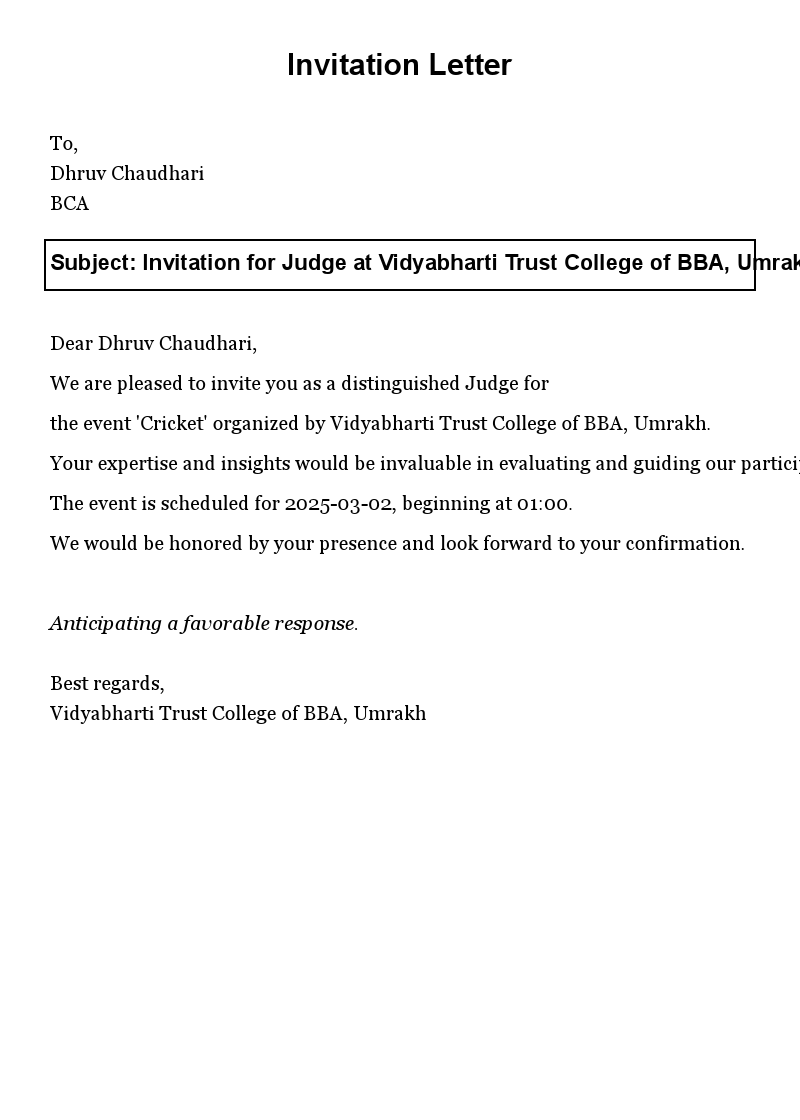 Invitation Letter
To,
Dhruv Chaudhari
BCA
Subject: Invitation for Judge at Vidyabharti Trust College of BBA,
Dear Dhruv Chaudhari,
We are pleased to invite you as a distinguished Judge for
the event 'Cricket' organized by Vidyabharti Trust College of BBA, Umrakh.
Your expertise and insights would be invaluable in evaluating and guiding our
The event is scheduled for 2025-03-02, beginning at 01:00.
We would be honored by your presence and look forward to your confirmation.
Anticipating a favorable response.
Best regards,
Vidyabharti Trust College of BBA, Umrakh